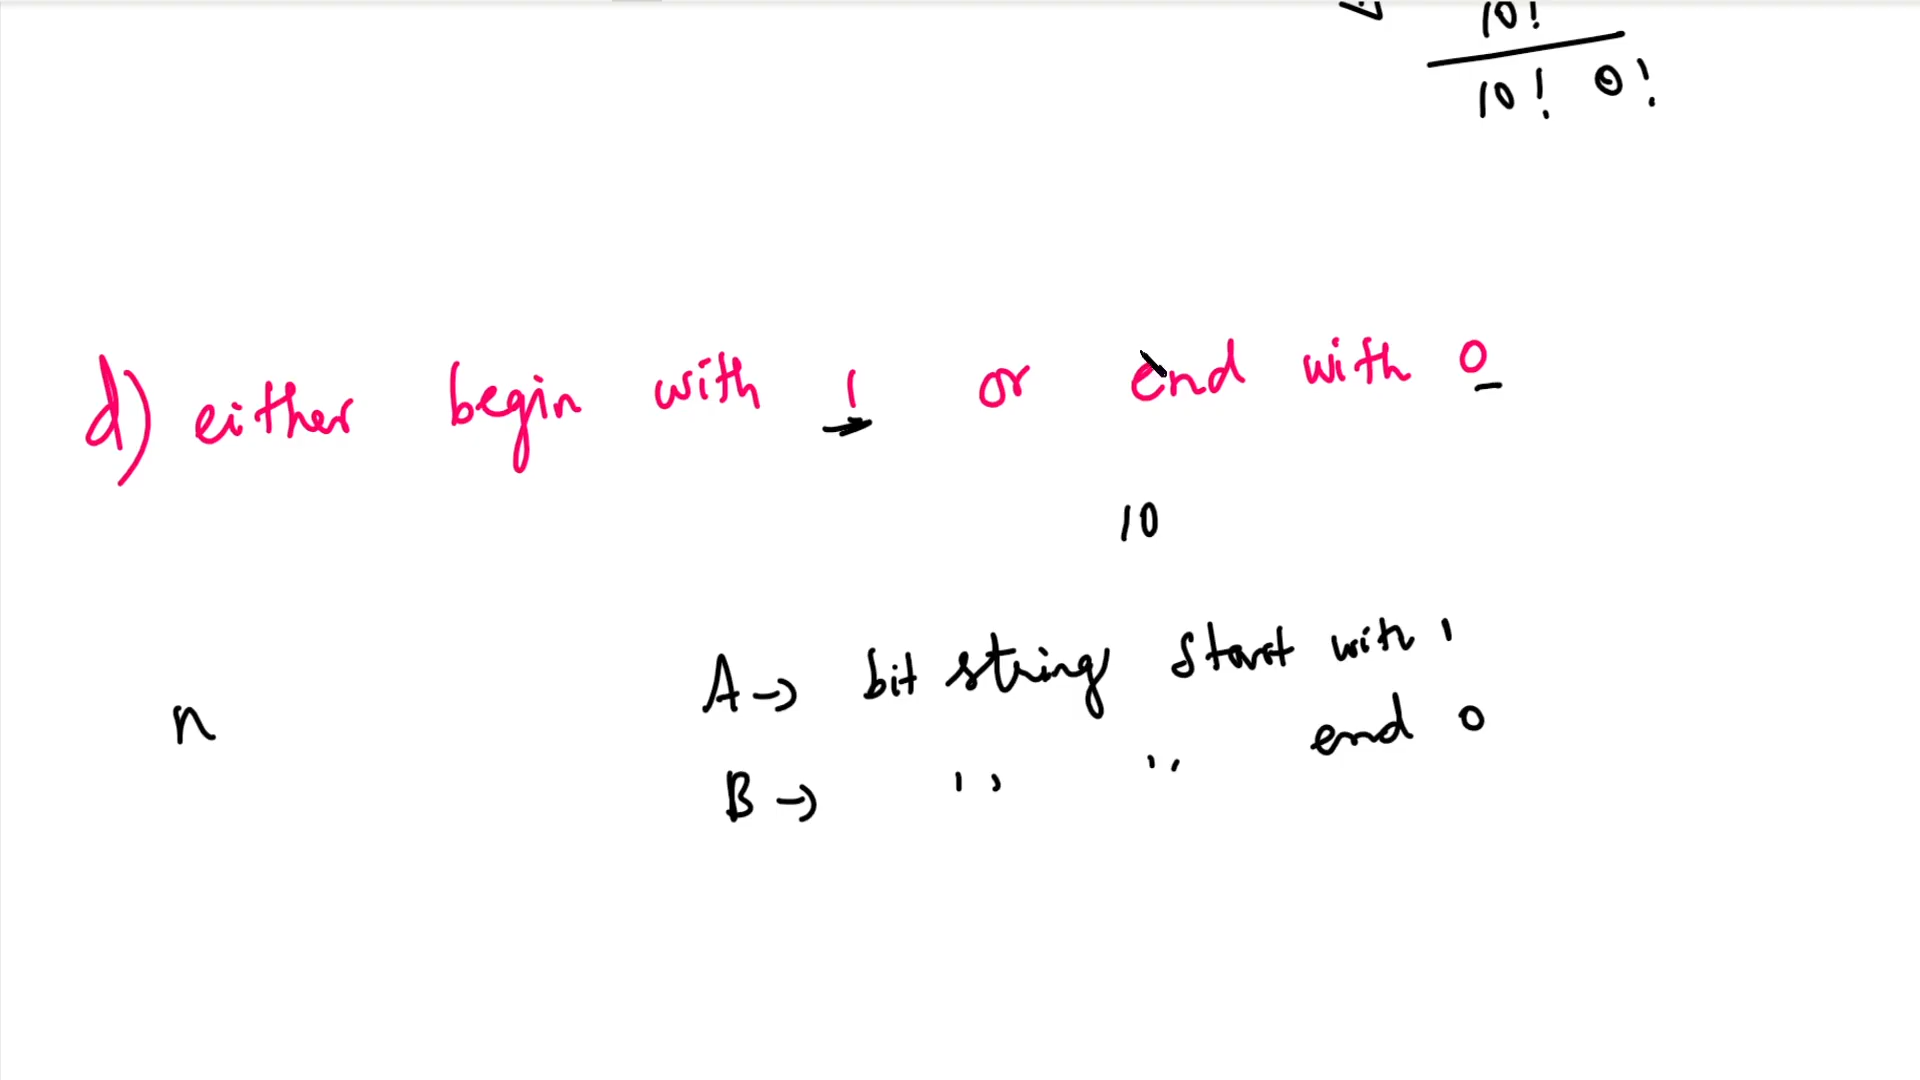 10!
10! 0!
d) either begin with 1 or end with 0
10
A → bit string start with 1
n
B → " " end 0